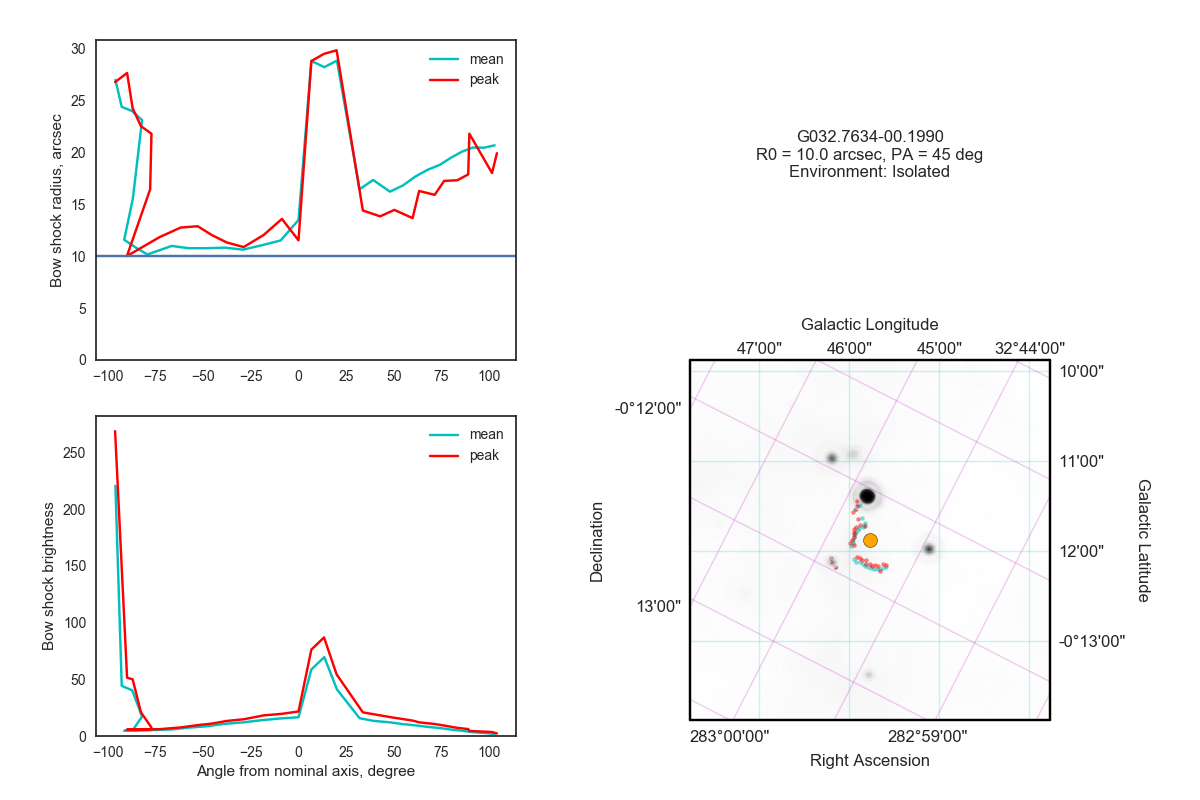 30
25
20
15
10
5
0
Bow shock radius, arcsec
mean
peak
−100 −75 −50 −25 0 25 50 75 100
250
200
150
100
50
0
Bow shock brightness
mean
peak
−100 −75 −50 −25 0 25 50 75 100
Angle from nominal axis, degree
G032.7634-00.1990
R0 = 10.0 arcsec, PA = 45 deg
Environment: Isolated
Galactic Longitude
47'00" 46'00" 45'00" 32°44'00"
-0°12'00"
13'00"
Declination
10'00"
11'00"
12'00"
-0°13'00"
Galactic Latitude
283°00'00" 282°59'00"
Right Ascension